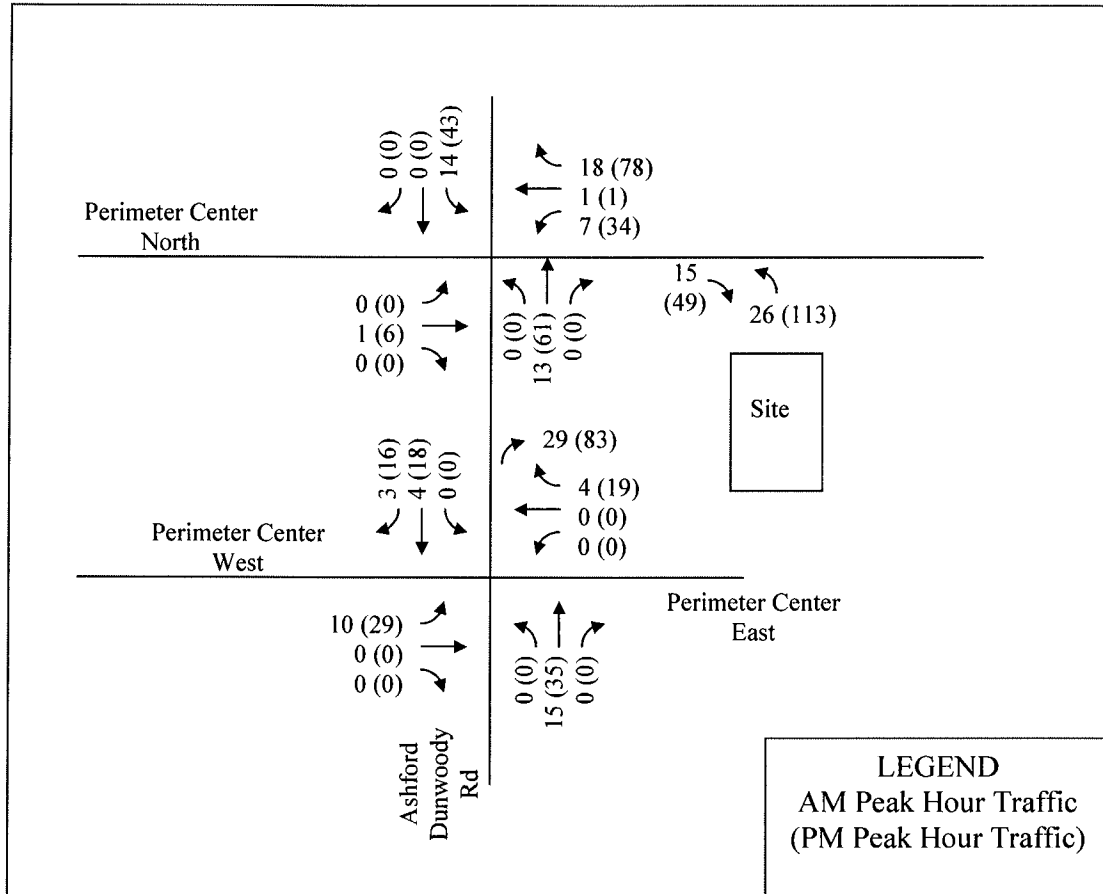 0 (0)
0 (0)
14 (43)
18 (78)
1 (1)
7 (34)
Perimeter Center
North
0 (0)
1 (6)
0 (0)
0 (0)
13 (61)
0 (0)
15
(49)
26 (113)
Site
29 (83)
3 (16)
4 (18)
0 (0)
4 (19)
0 (0)
0 (0)
Perimeter Center
West
Perimeter Center
East
10 (29)
0 (0)
0 (0)
0 (0)
15 (35)
0 (0)
Ashford
Dunwoody
Rd
LEGEND
AM Peak Hour Traffic
(PM Peak Hour Traffic)